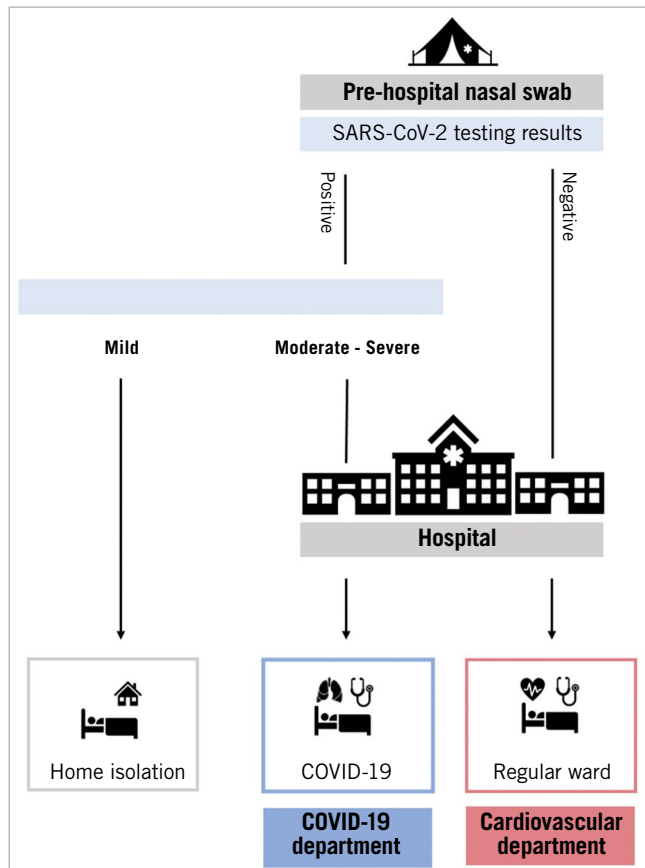 Pre-hospital nasal swab
SARS-CoV-2 testing results
Positive
Negative
Mild
Moderate - Severe
Hospital
Home isolation
COVID-19
Regular ward
COVID-19
department
Cardiovascular
department